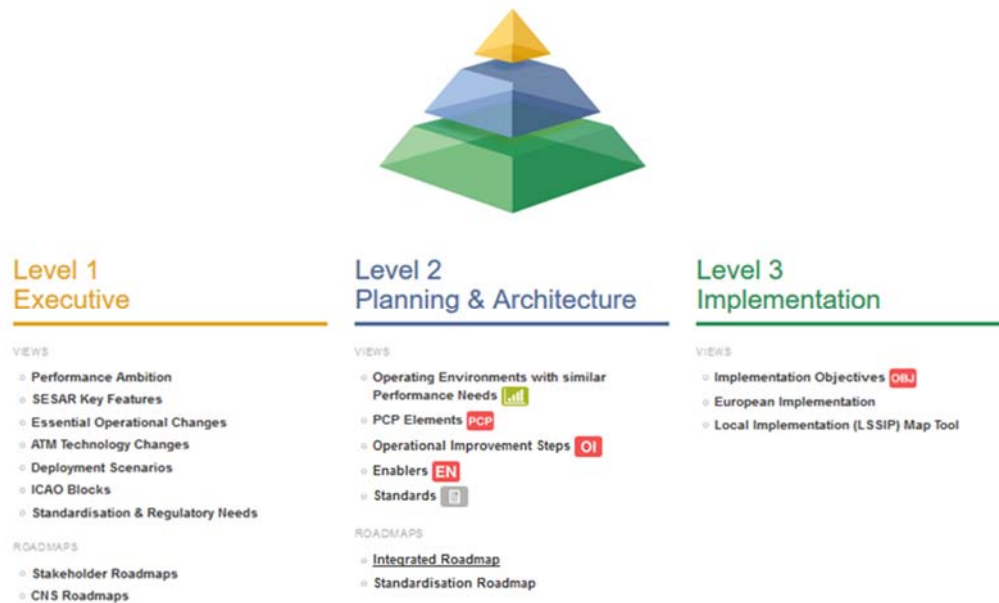 Level 1
Executive
VIEWS
Performance Ambition
SESAR Key Features
Essential Operational Changes
ATM Technology Changes
Deployment Scenarios
ICAO Blocks
Standardisation & Regulatory Needs
ROADMAPS
Stakeholder Roadmaps
CNS Roadmaps
Level 2
Planning & Architecture
VIEWS
Operating Environments with similar
Performance Needs
PCP Elements PCP
Operational Improvement Steps OI
Enablers EN
Standards
ROADMAPS
Integrated Roadmap
Standardisation Roadmap
Level 3
Implementation
VIEWS
Implementation Objectives OBJ
European Implementation
Local Implementation (LSSIP) Map Tool